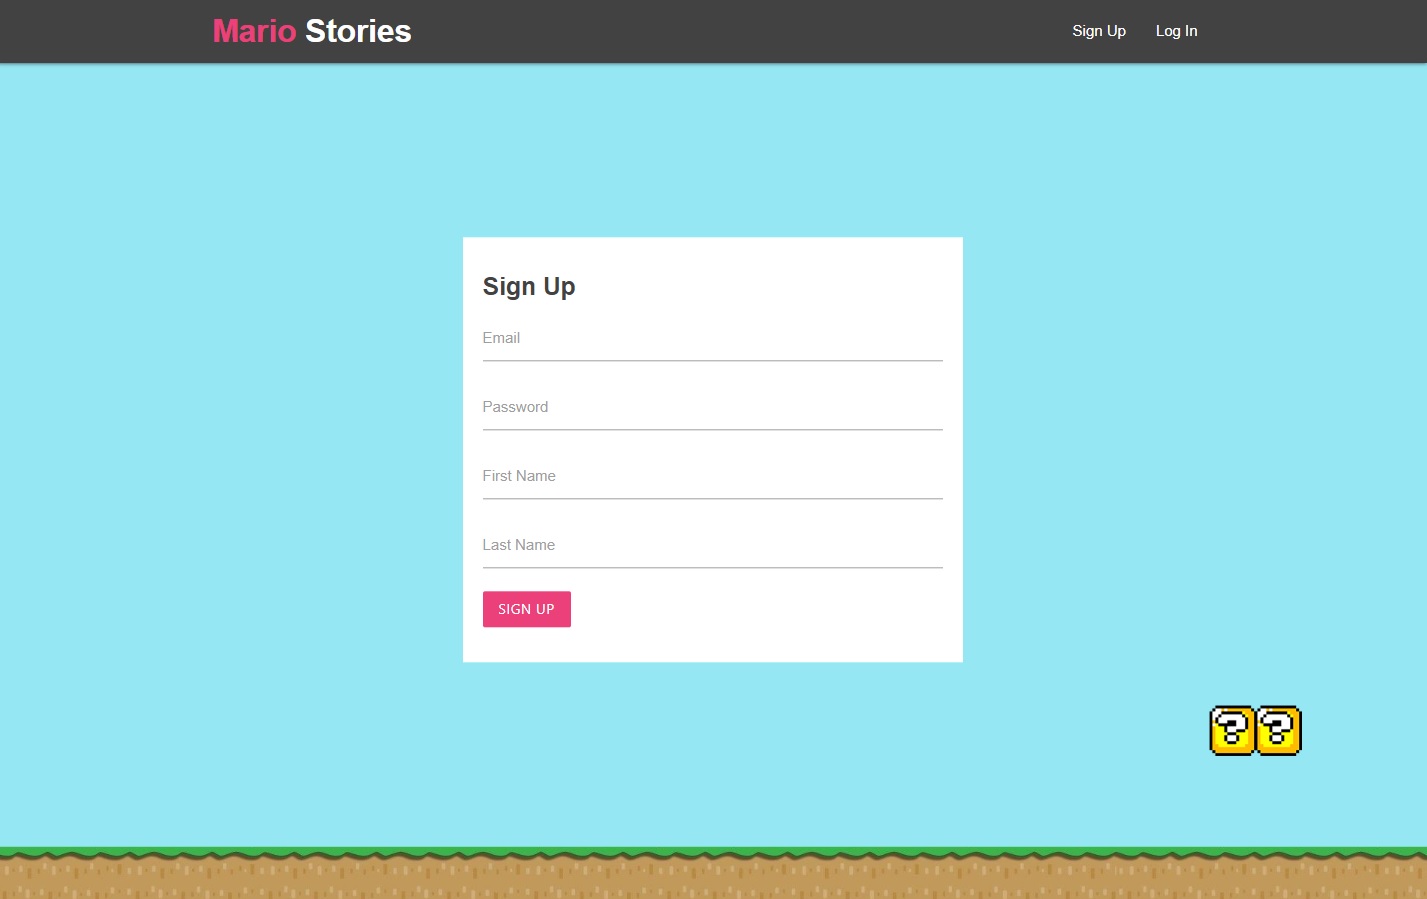 Mario Stories
Sign Up
Log In
Sign Up
Email
Password
First Name
Last Name
SIGN UP
? ?